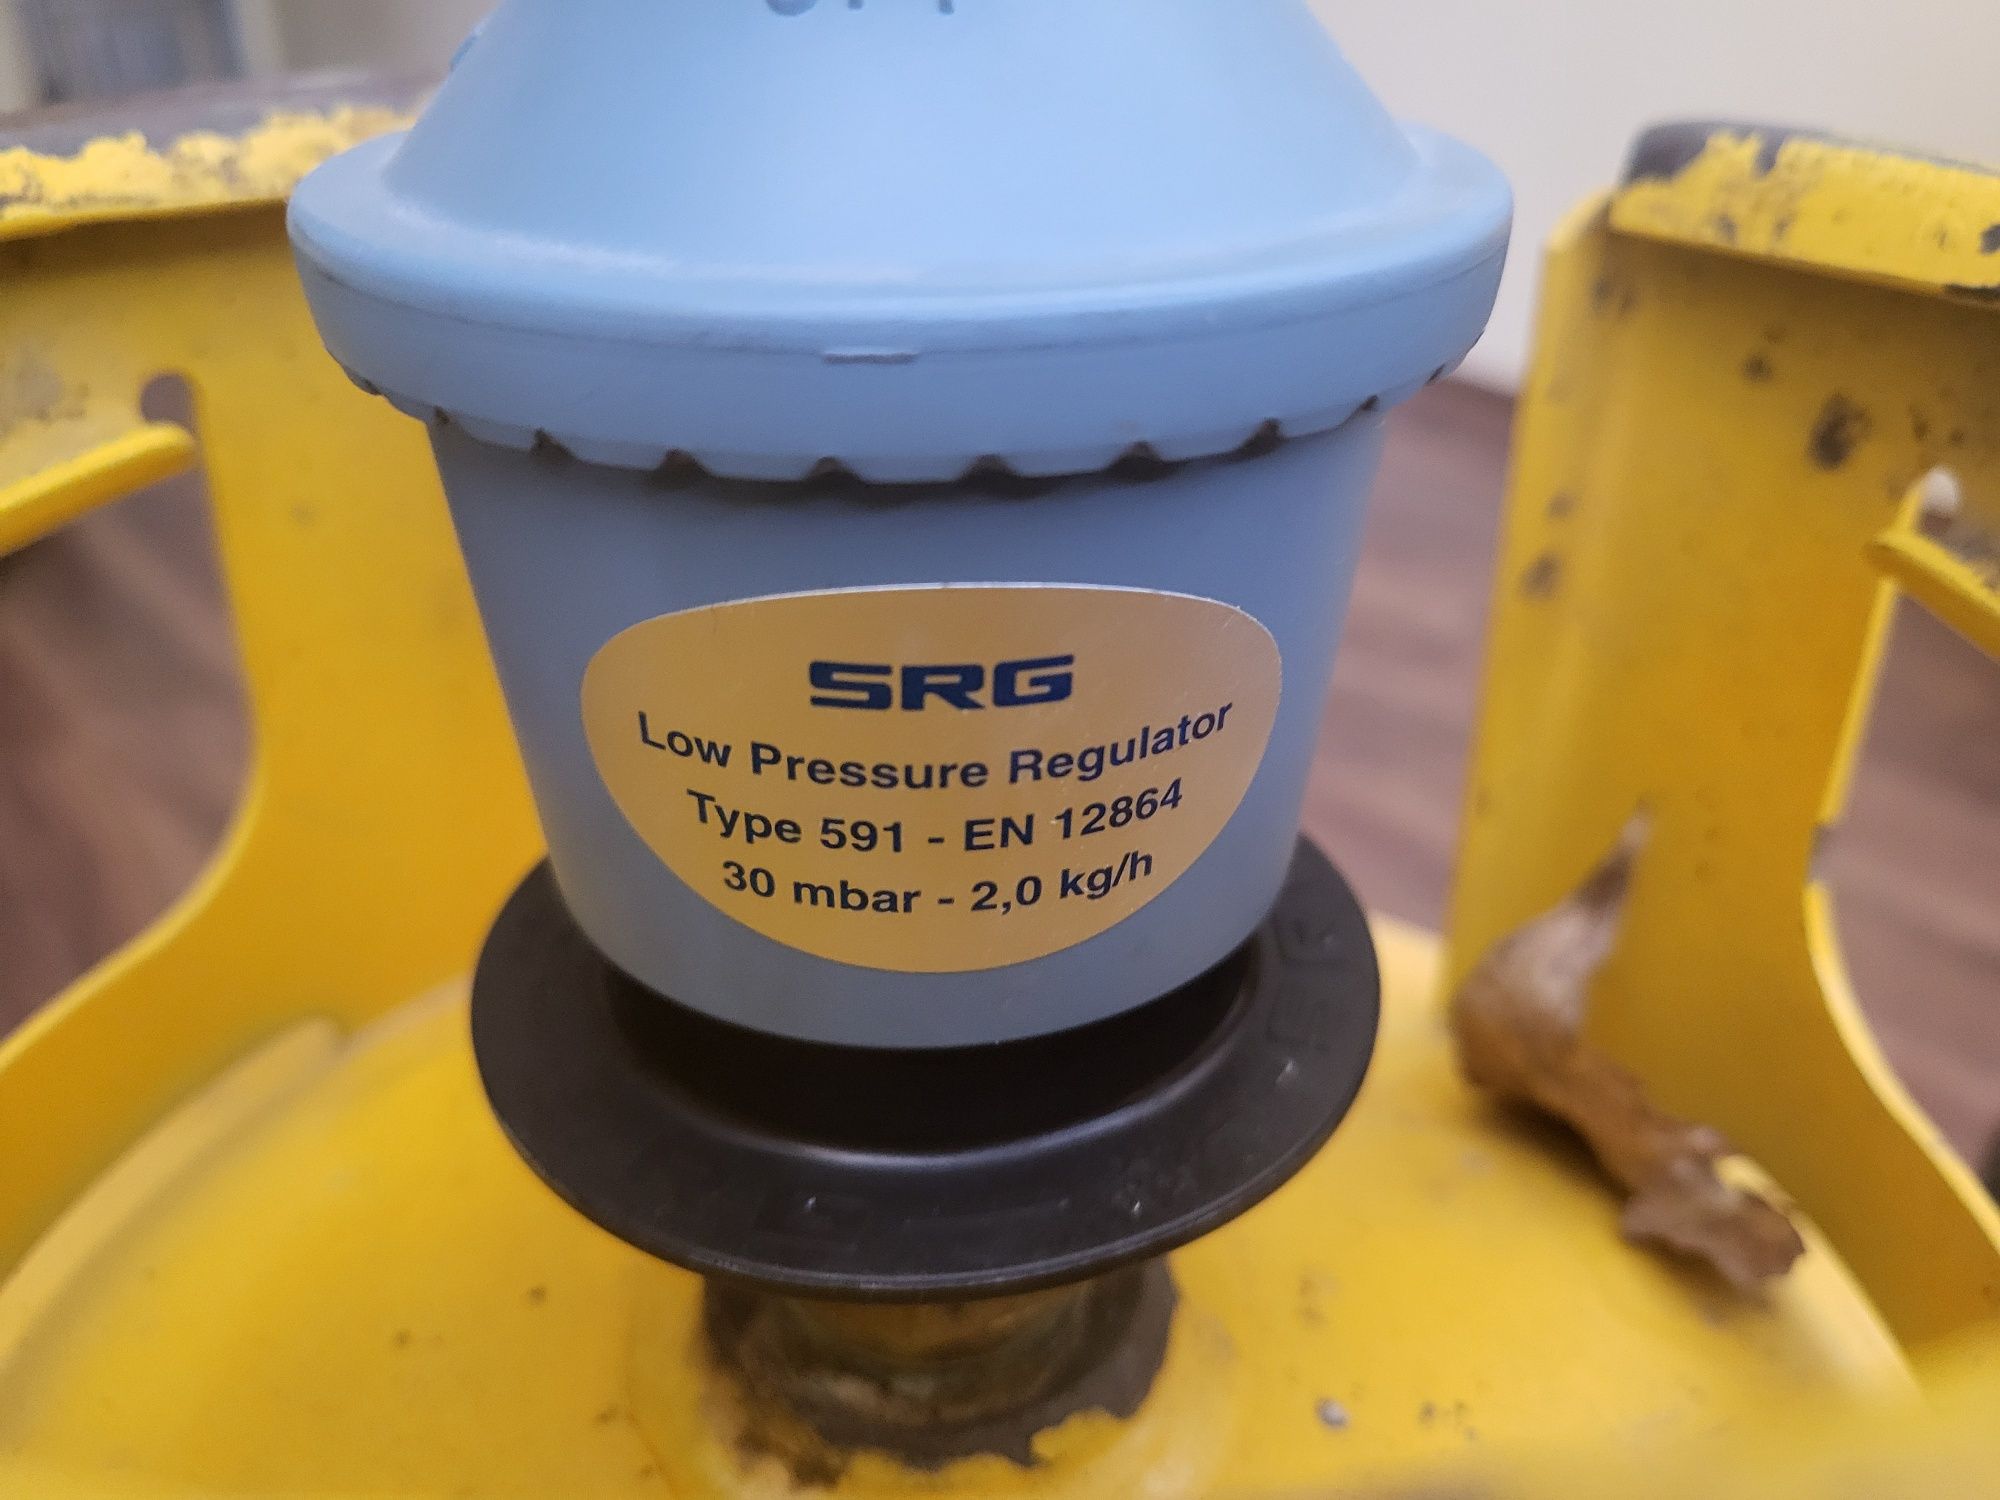 SRG
Low Pressure Regulator
Type 591 - EN 12864
30 mbar - 2,0 kg/h